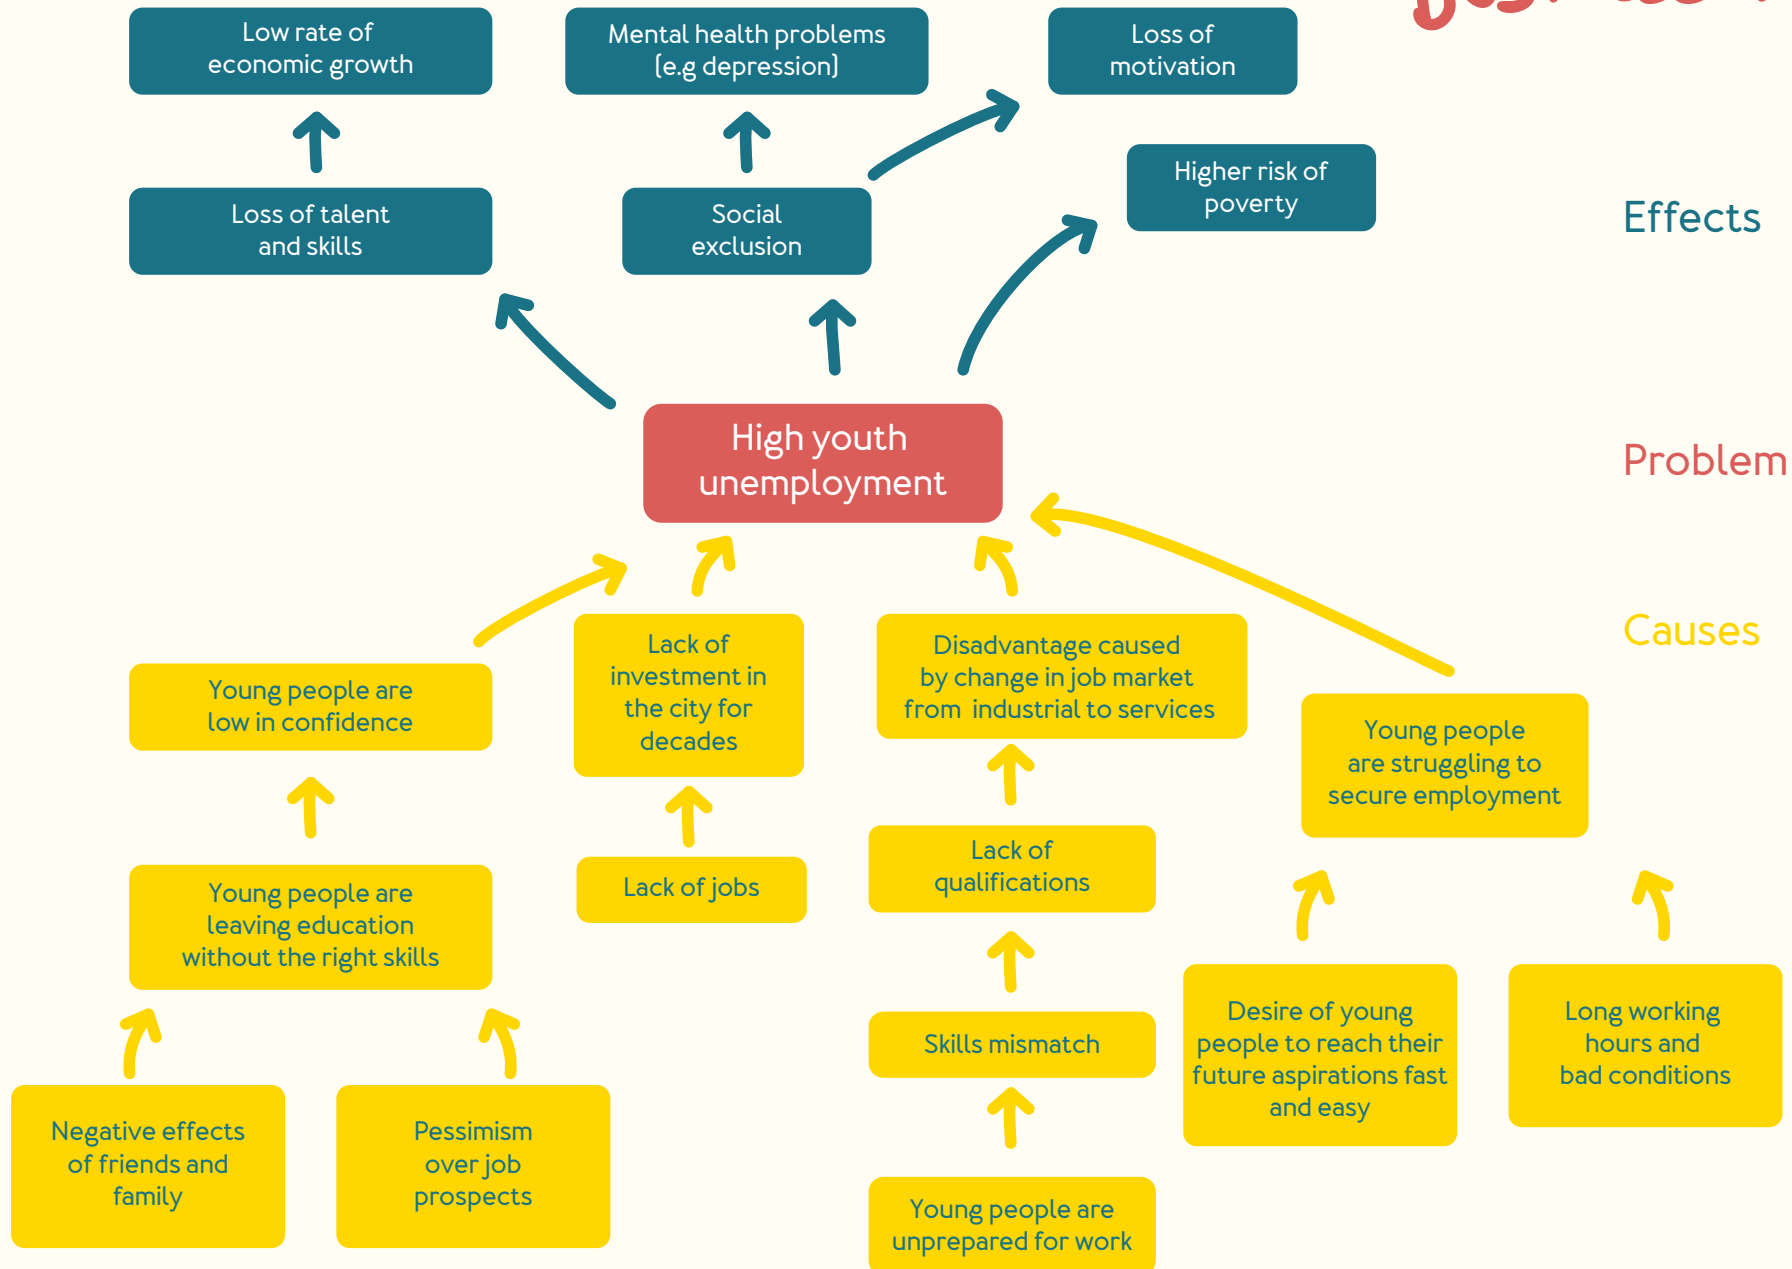 Low rate of
economic growth
Mental health problems
(e.g depression)
Loss of
motivation
Higher risk of
poverty
Loss of talent
and skills
Social
exclusion
Effects
High youth
unemployment
Problem
Causes
Young people are
low in confidence
Lack of
investment in
the city for
decades
Disadvantage caused
by change in job market
from industrial to services
Young people
are struggling to
secure employment
Young people are
leaving education
without the right skills
Lack of jobs
Lack of
qualifications
Skills mismatch
Desire of young
people to reach their
future aspirations fast
and easy
Long working
hours and
bad conditions
Negative effects
of friends and
family
Pessimism
over job
prospects
Young people are
unprepared for work